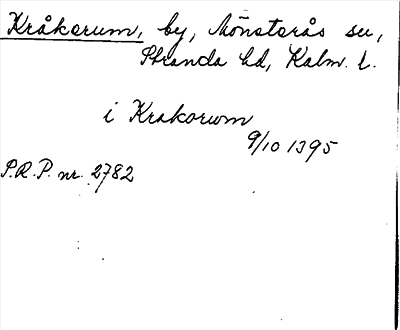 Kråkerum, by, Mönsterås sn,
Stranda hd, Kalm. l.
i Krakorum
9/10 1395
P.R.P. nr. 2782